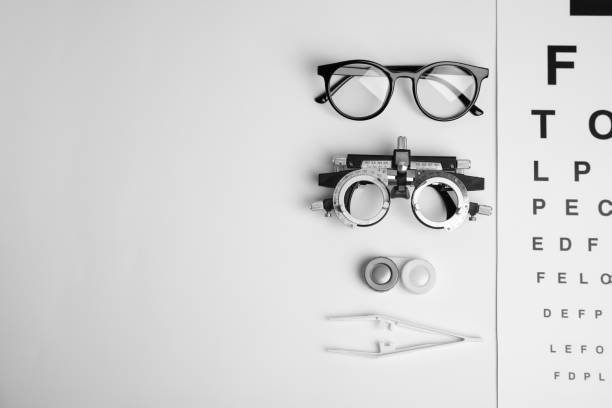 F
T O
L P
P E C
E D F
F E L O
D E F P
L E F O
F D P L